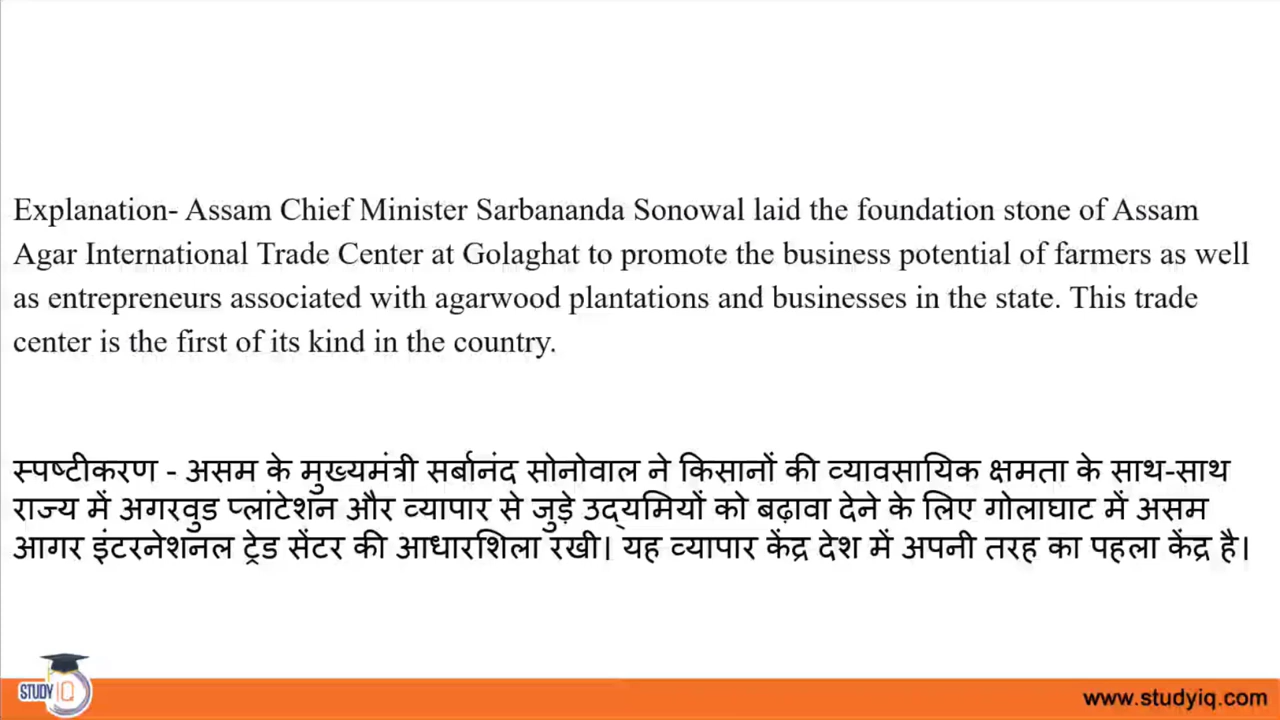 Explanation- Assam Chief Minister Sarbananda Sonowal laid the foundation stone of Assam
Agar International Trade Center at Golaghat to promote the business potential of farmers as well
as entrepreneurs associated with agarwood plantations and businesses in the state. This trade
center is the first of its kind in the country.
स्पष्टीकरण - असम के मुख्यमंत्री सर्बानंद सोनोवाल ने किसानों की व्यावसायिक क्षमता के साथ-साथ
राज्य में अगरवुड प्लांटेशन और व्यापार से जुड़े उद्यमियों को बढ़ावा देने के लिए गोलाघाट में असम
आगर इंटरनेशनल ट्रेड सेंटर की आधारशिला रखी। यह व्यापार केंद्र देश में अपनी तरह का पहला केंद्र है।
STUDY IQ
www.studyiq.com